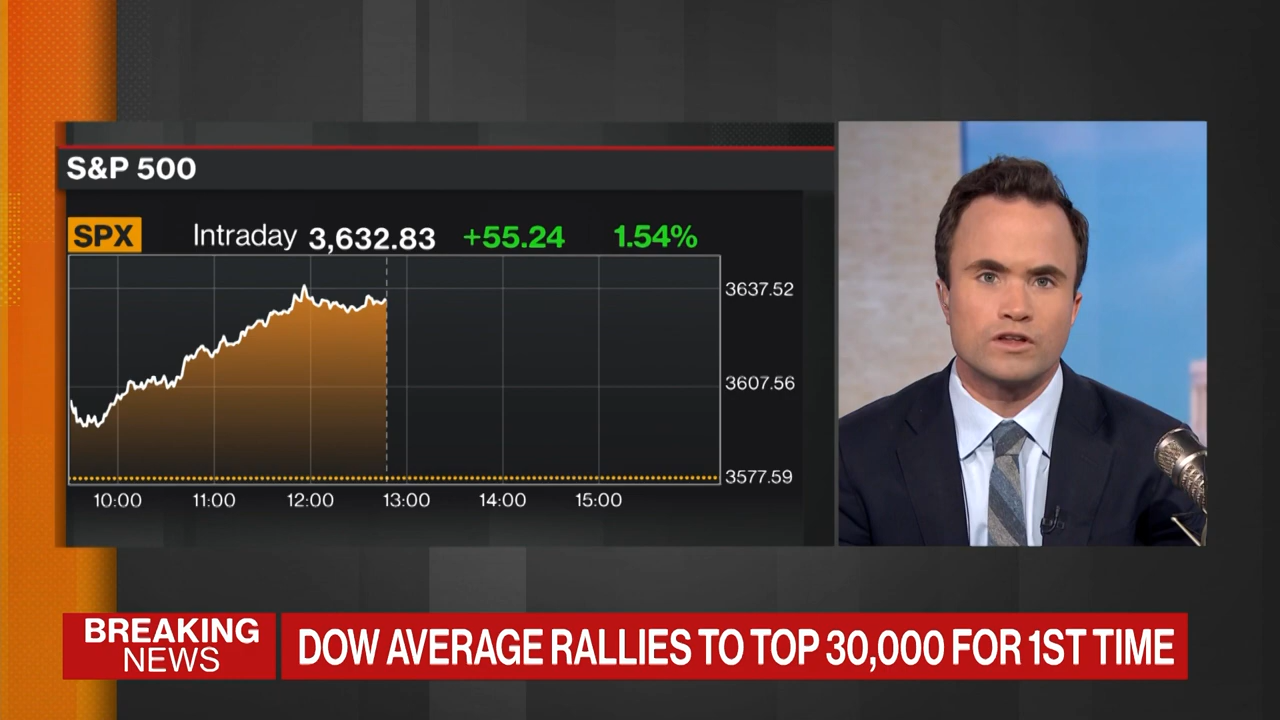 S&P 500
SPX Intraday 3,632.83 +55.24 1.54%
3637.52
3607.56
3577.59
10:00 11:00 12:00 13:00 14:00 15:00
BREAKING
NEWS
DOW AVERAGE RALLIES TO TOP 30,000 FOR 1ST TIME